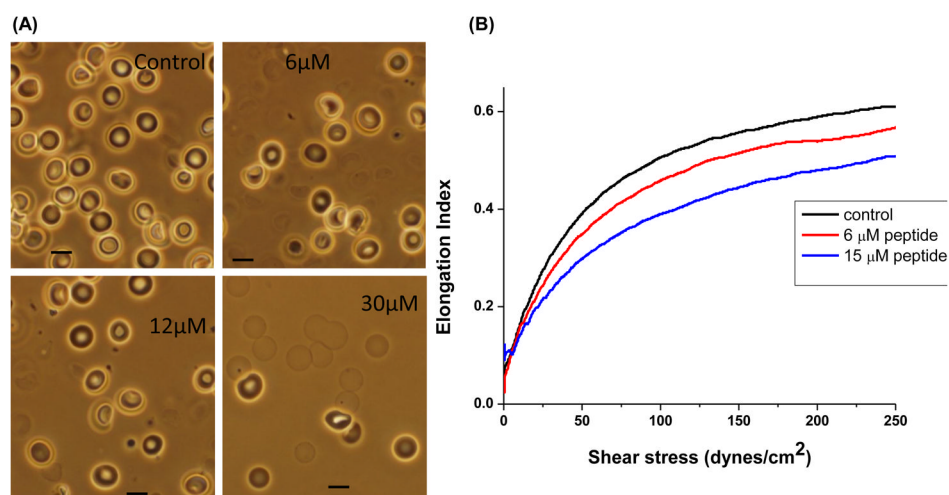 (A)
Control
6µM
12µM
30µM
(B)
Elongation Index
0.6
0.4
0.2
0.0
0
50
100
150
200
250
Shear stress (dynes/cm²)
control
6 µM peptide
15 µM peptide